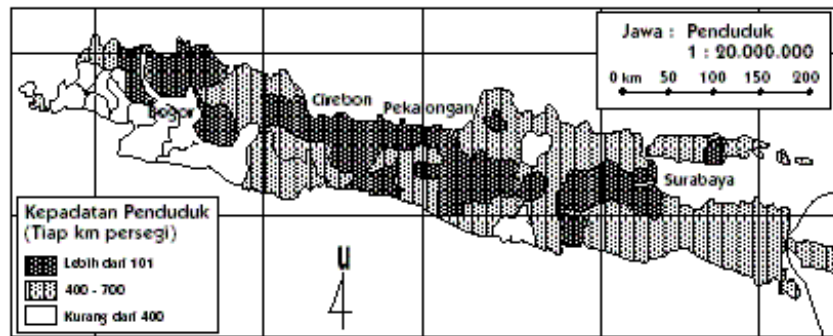 Jawa : Penduduk
1 : 20.000.000
0 km 50 100 150 200
Cirebon
Pekalongan
Bogor
Surabaya
Kepadatan Penduduk
(Tiap km persegi)
Lebih dari 101
400 - 700
Kurang dari 400
U